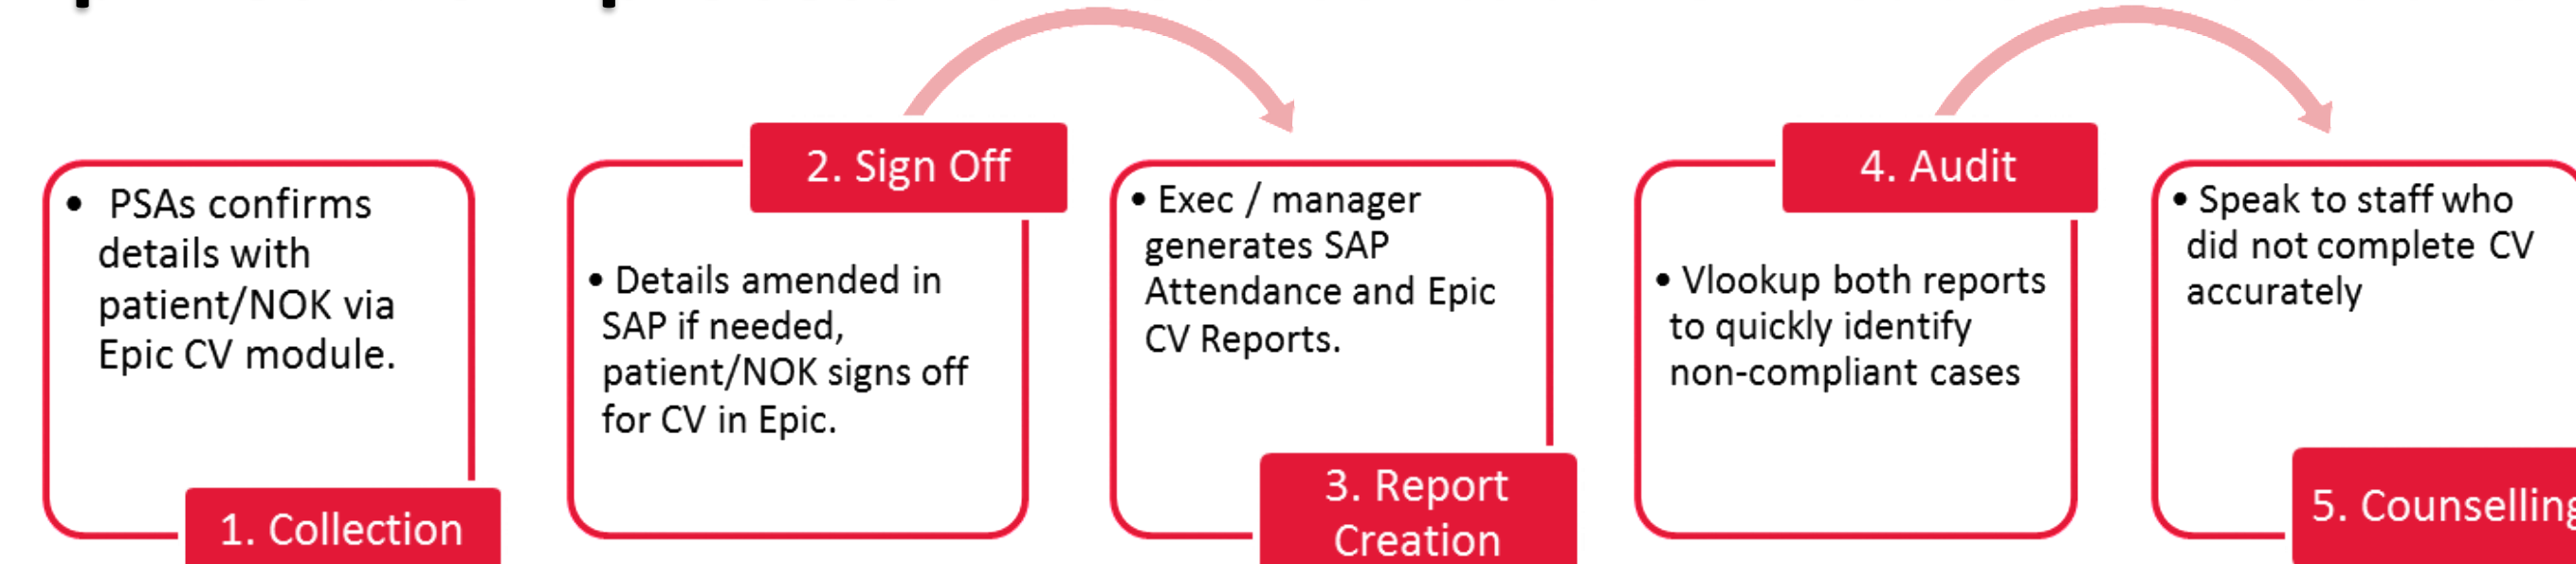 • PSAs confirms
details with
patient/NOK via
Epic CV module.
1. Collection
2. Sign Off
• Details amended in
SAP if needed,
patient/NOK signs off
for CV in Epic.
• Exec / manager
generates SAP
Attendance and Epic
CV Reports.
3. Report
Creation
4. Audit
• Vlookup both reports
to quickly identify
non-compliant cases
• Speak to staff who
did not complete CV
accurately
5. Counselling